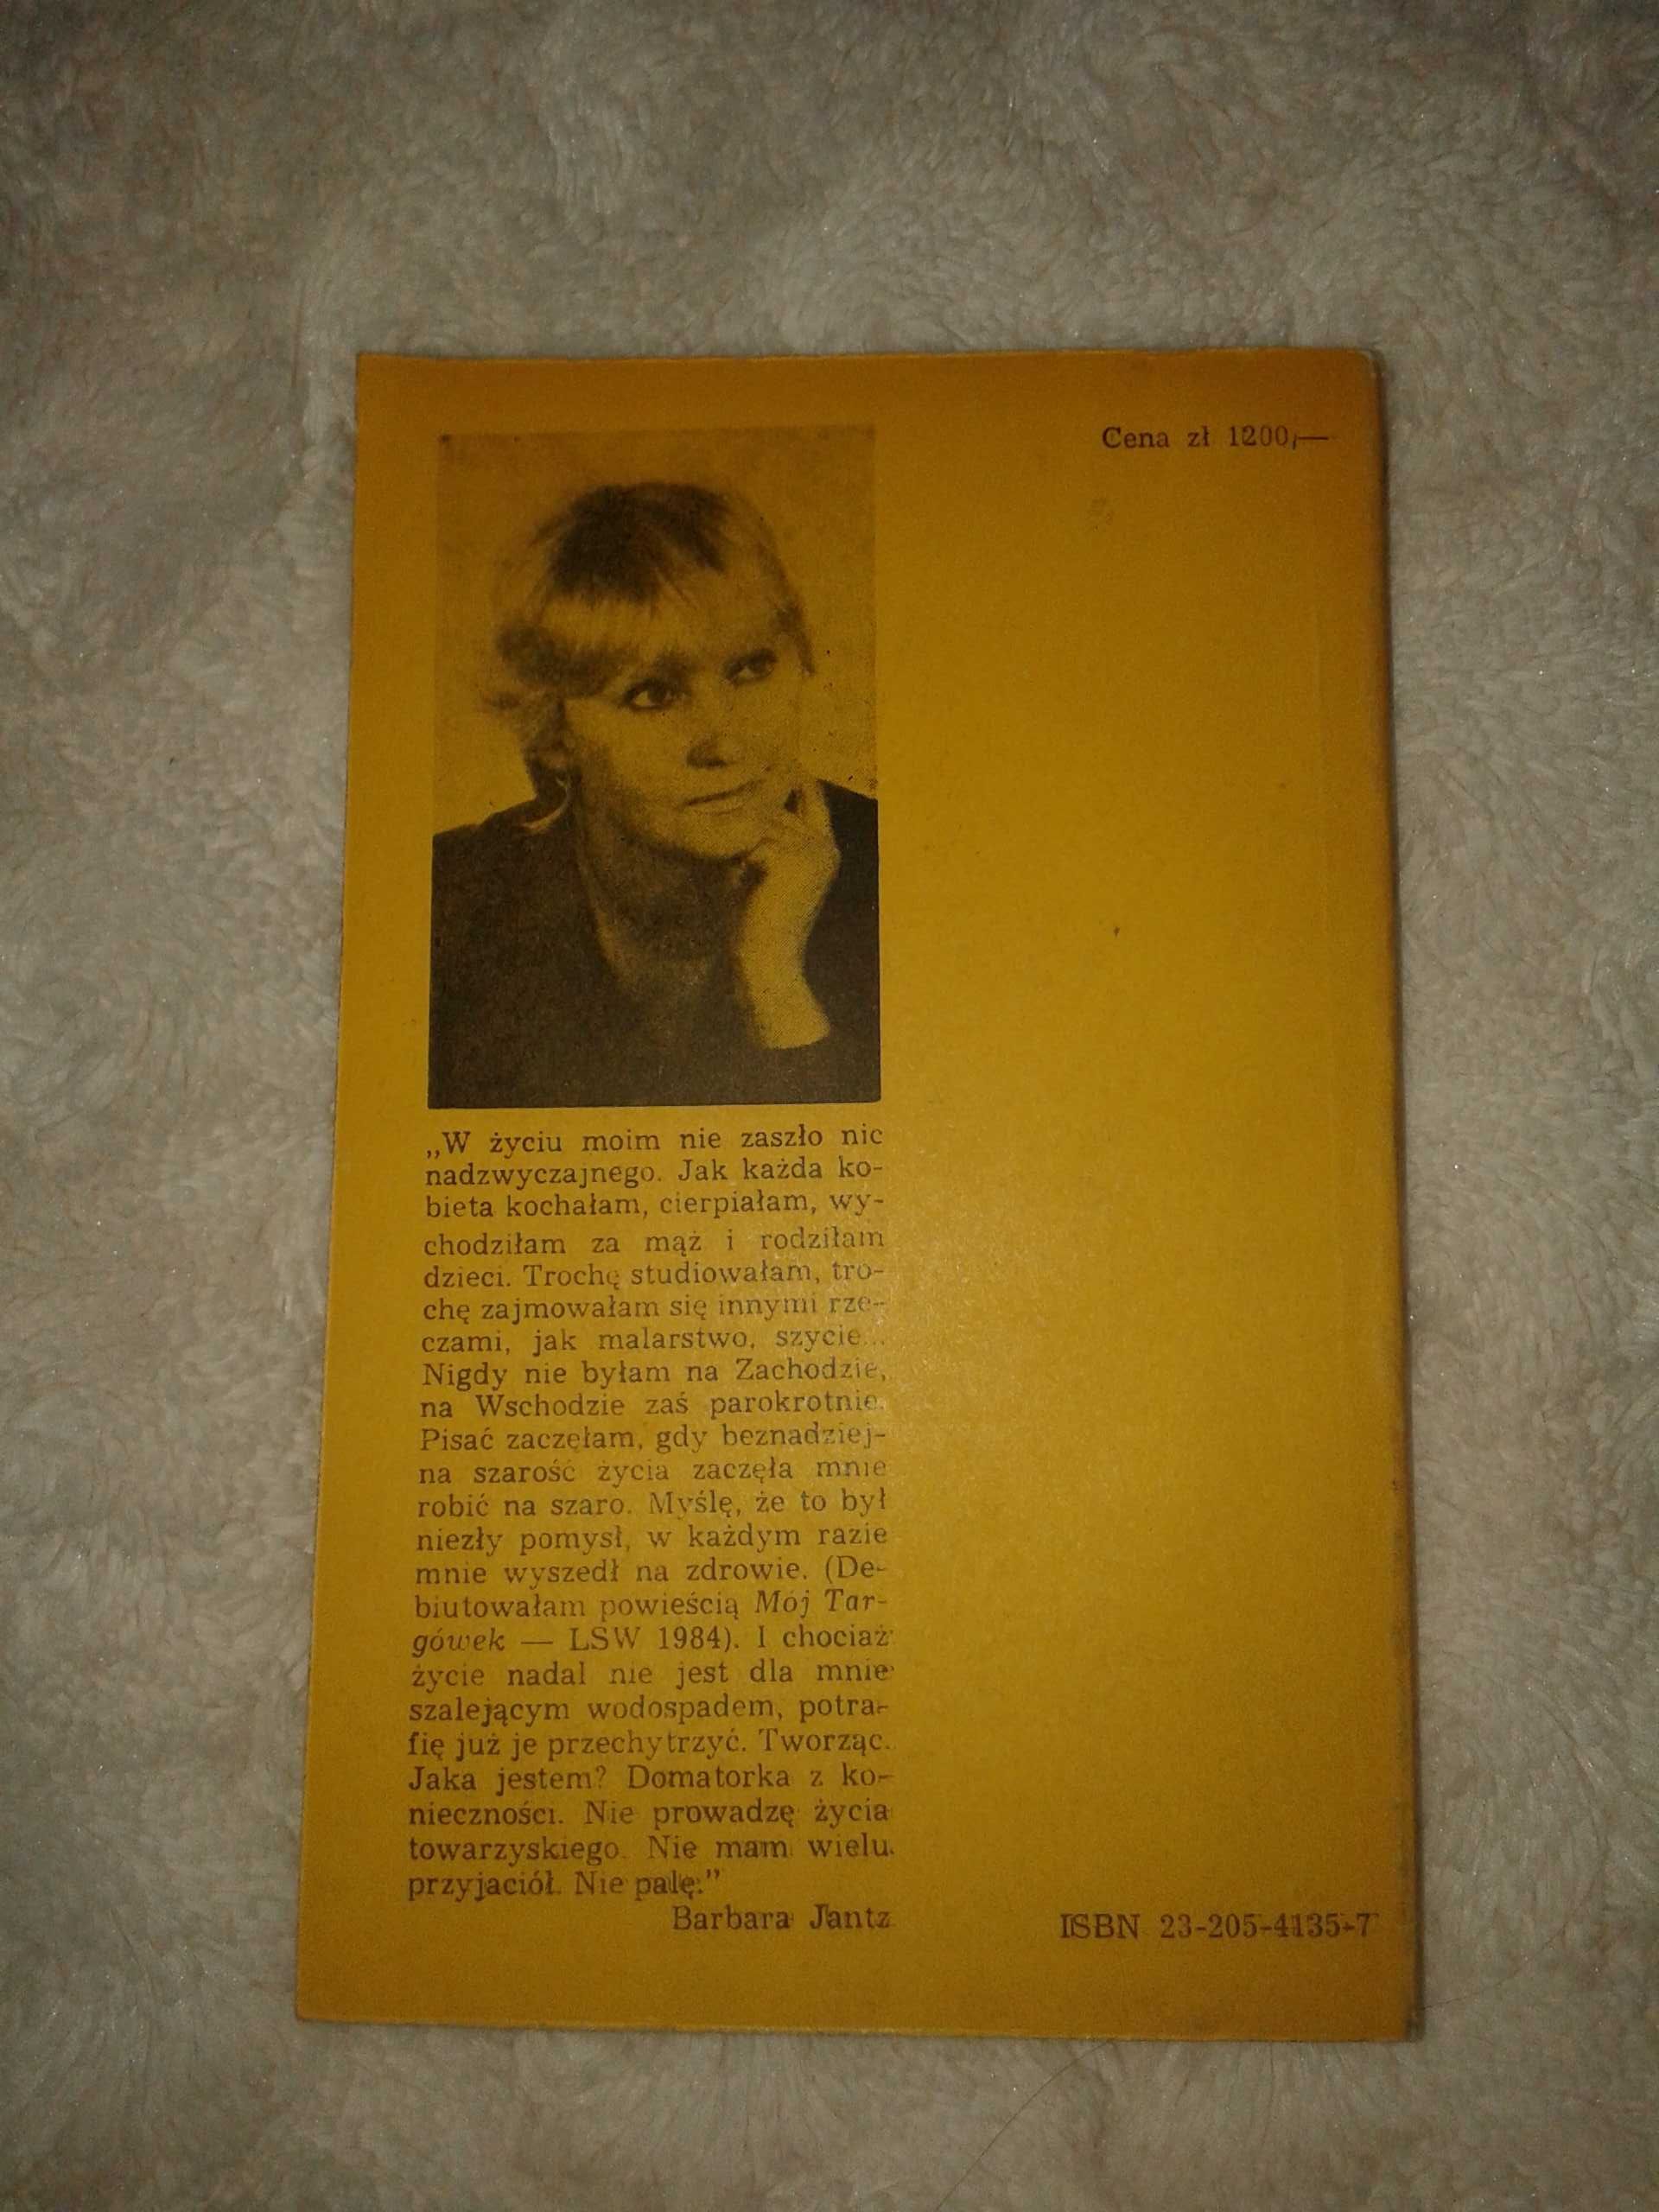 Cena zł 1200,—
„W życiu moim nie zaszło nic
nadzwyczajnego. Jak każda ko-
bieta kochałam, cierpiałam, wy-
chodziłam za mąż i rodziłam
dzieci. Trochę studiowałam, tro-
chę zajmowałam się innymi rze-
czami, jak malarstwo, szycie...
Nigdy nie byłam na Zachodzie,
na Wschodzie zaś parokrotnie.
Pisać zaczęłam, gdy beznadziej-
na szarość życia zaczęła mnie
robić na szaro. Myślę, że to był
niezły pomysł, w każdym razie
mnie wyszedł na zdrowie. (De-
biutowałam powieścią Mój Tar-
gówek — LSW 1984). I chociaż
życie nadal nie jest dla mnie
szalejącym wodospadem, potra-
fię już je przechytrzyć. Tworząc.
Jaka jestem? Domatorka z ko-
nieczności. Nie prowadzę życia
towarzyskiego. Nie mam wielu
przyjaciół. Nie palę."
Barbara Jantz
ISBN 23-205-4135-7